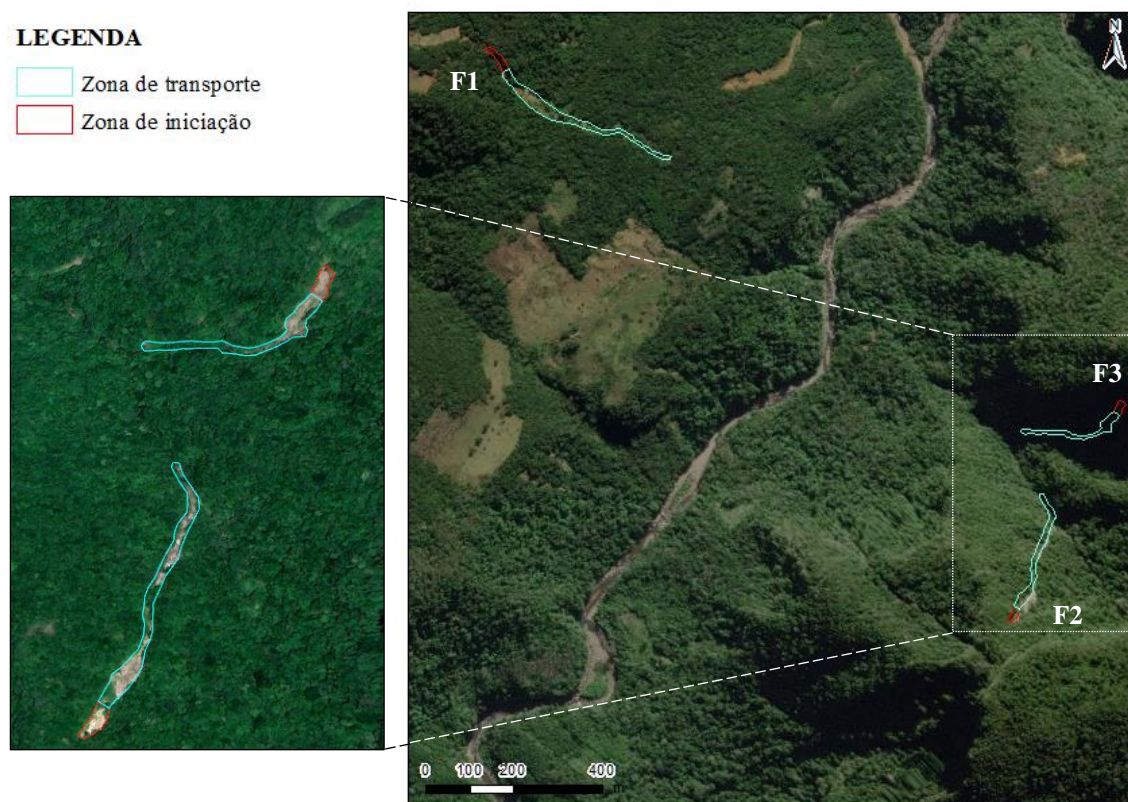 LEGENDA
Zona de transporte
Zona de iniciação
N
F1
F3
F2
0 100 200 400
m